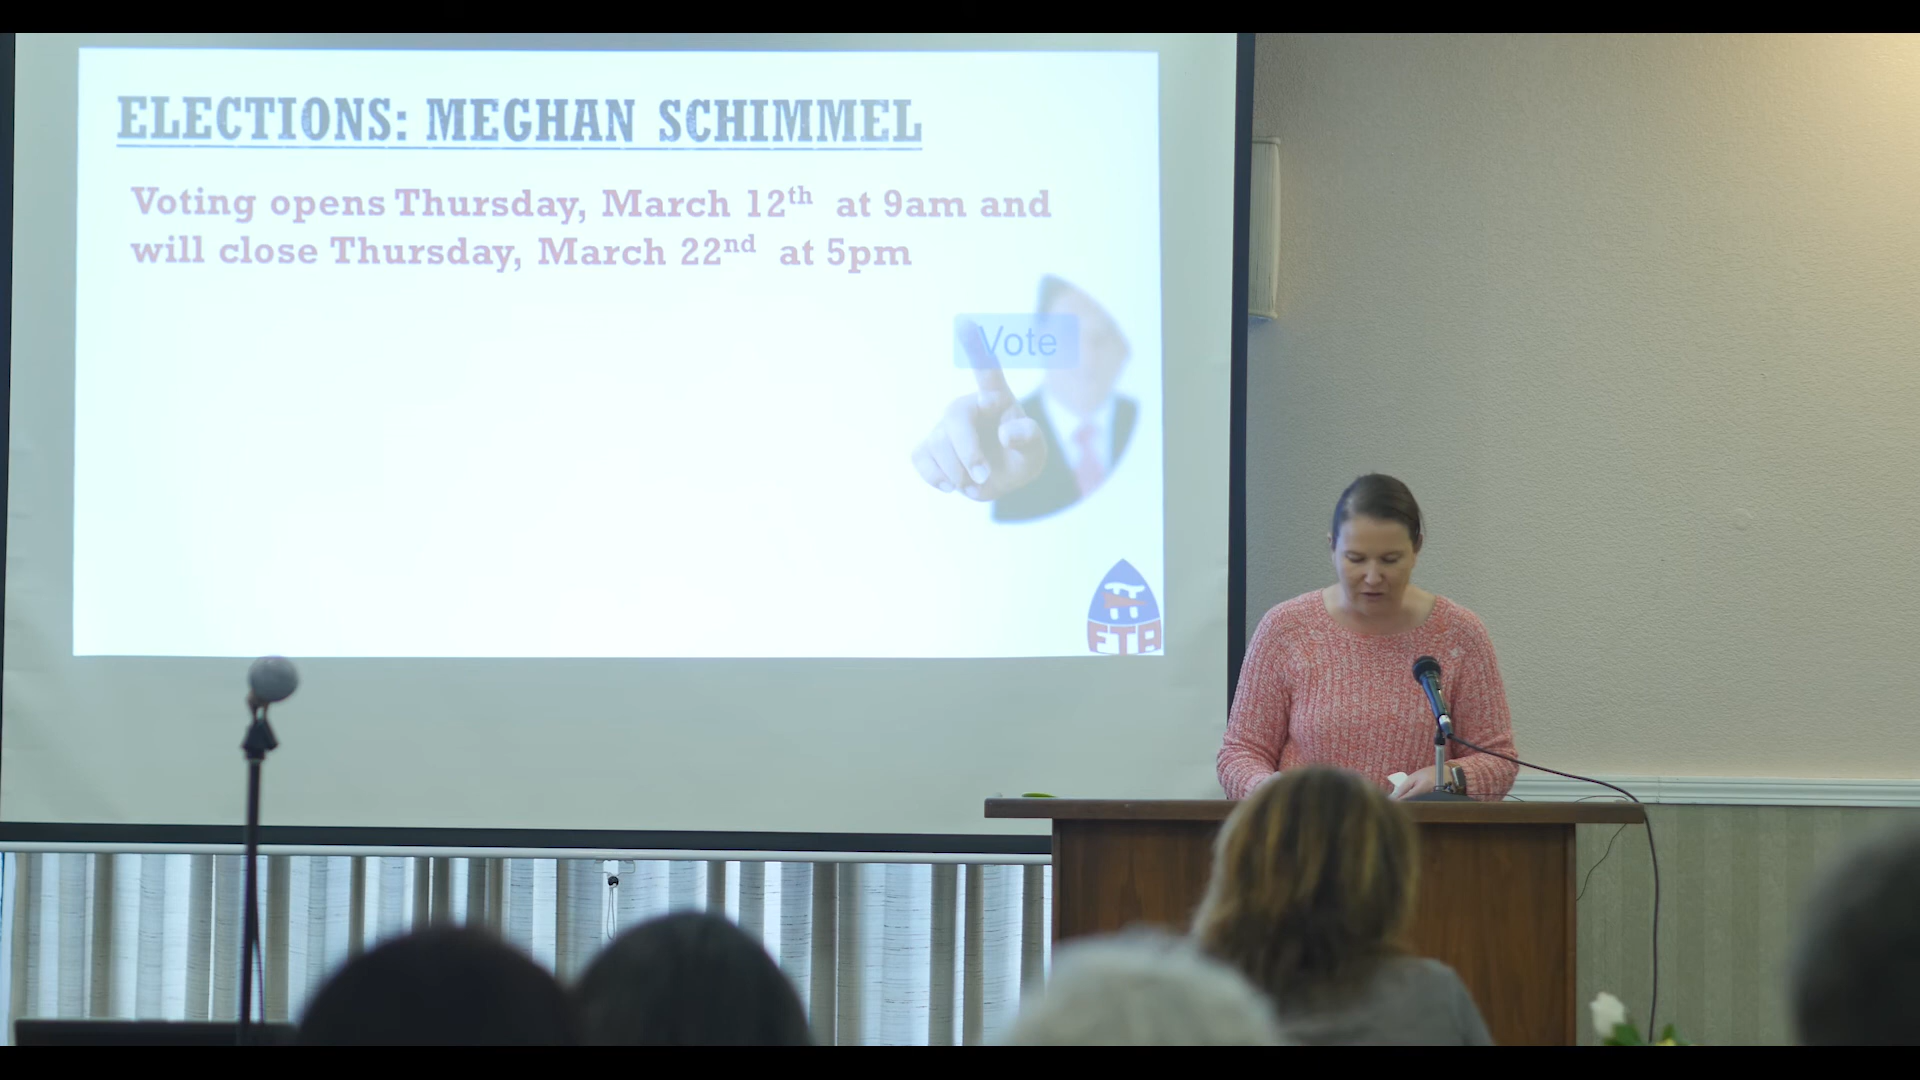 ELECTIONS: MEGHAN SCHIMMEL
Voting opens Thursday, March 12th at 9am and
will close Thursday, March 22nd at 5pm
Vote
FTA